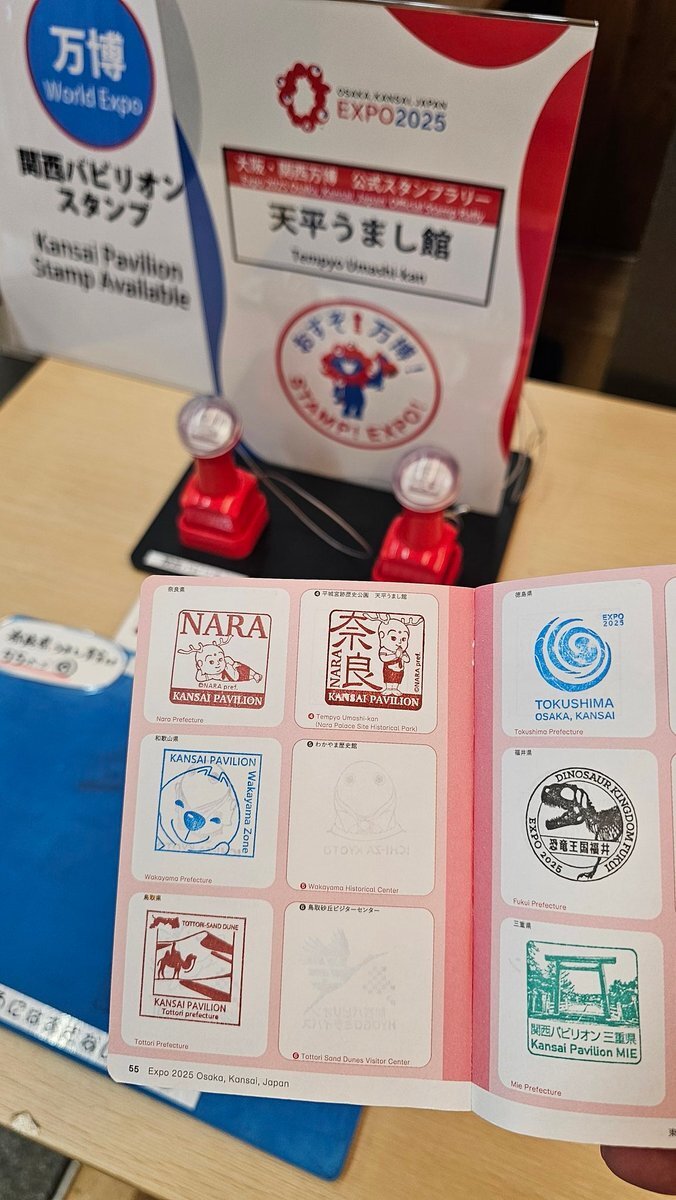 万博
World Expo
関西パビリオン
スタンプ
Kansai Pavilion
Stamp Available
OSAKA, KANSAI, JAPAN
EXPO2025
大阪・関西万博 公式スタンプラリー
天平うまし館
Tempyo Umashi Kan
STAMP! EXPO!
奈良県
NARA
©NARA pref.
KANSAI PAVILION
Nara Prefecture
④平城宮跡歴史公園 天平うまし館
奈良
NARA
©NARA pref.
KANSAI PAVILION
④ Tempyo Umashi-kan
(Nara Palace Site Historical Park)
和歌山県
KANSAI PAVILION
Wakayama Zone
Wakayama Prefecture
⑤わかやま歴史館
⑤ Wakayama Historical Center
鳥取県
TOTTORI-SAND DUNE
KANSAI PAVILION
Tottori prefecture
Tottori Prefecture
⑥鳥取砂丘ビジターセンター
⑥ Tottori Sand Dunes Visitor Center
55 Expo 2025 Osaka, Kansai, Japan
徳島県
EXPO
2025
TOKUSHIMA
OSAKA, KANSAI
Tokushima Prefecture
福井県
DINOSAUR KINGDOM FUKUI
恐竜王国福井
EXPO 2025
Fukui Prefecture
三重県
関西パビリオン 三重県
Kansai Pavilion MIE
Mie Prefecture